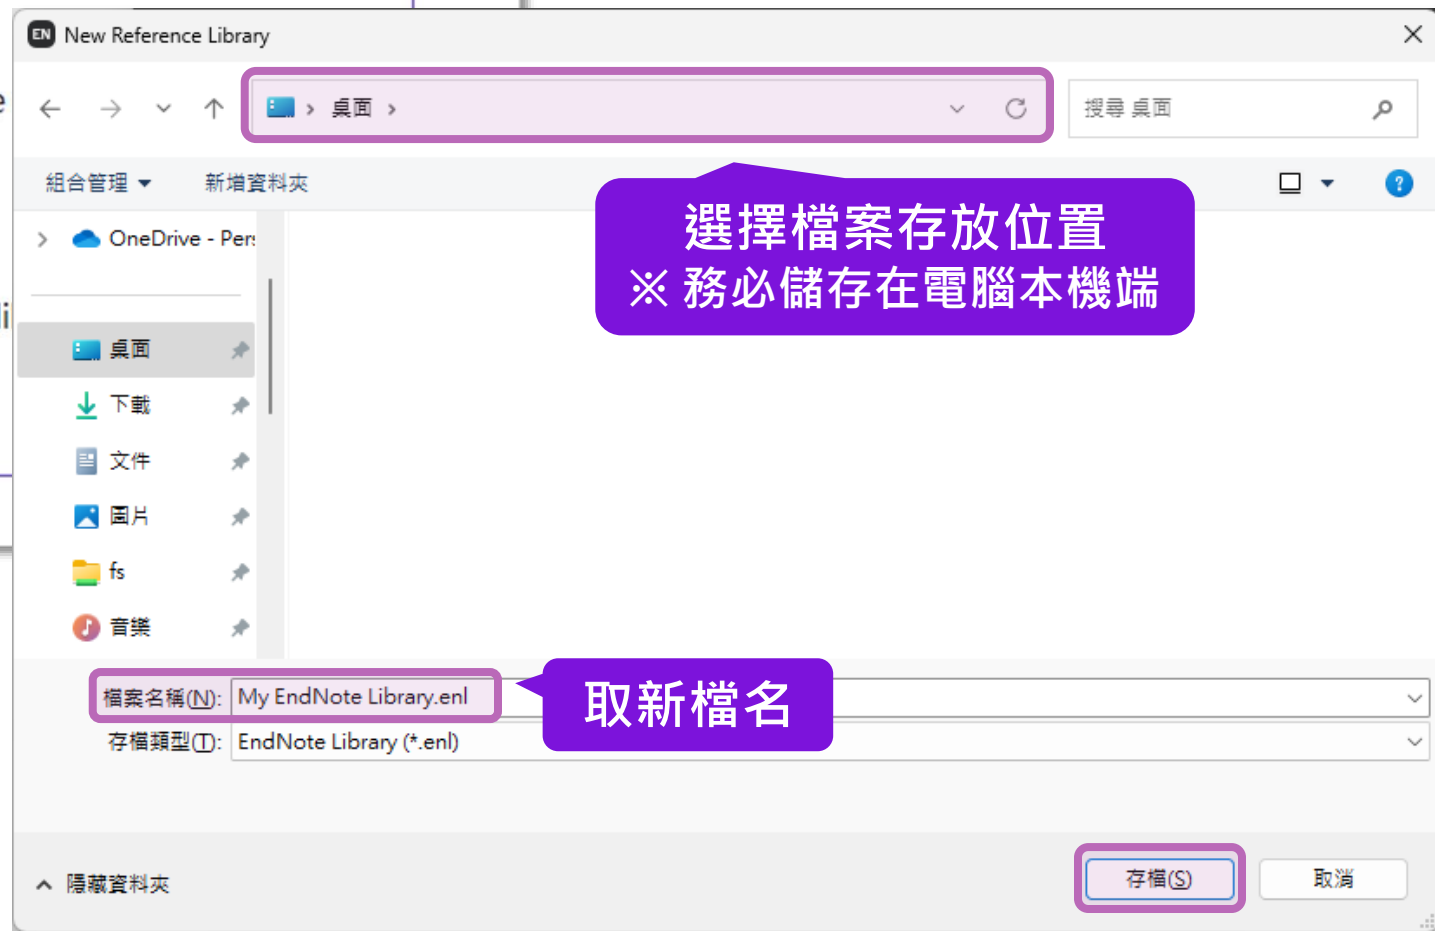 New Reference Library
e
桌面
搜尋 桌面
組合管理
新增資料夾
選擇檔案存放位置
※ 務必儲存在電腦本機端
OneDrive - Pers
li
桌面
下載
文件
圖片
fs
音樂
檔案名稱(N): My EndNote Library.enl
取新檔名
存檔類型(T): EndNote Library (*.enl)
隱藏資料夾
存檔(S)
取消